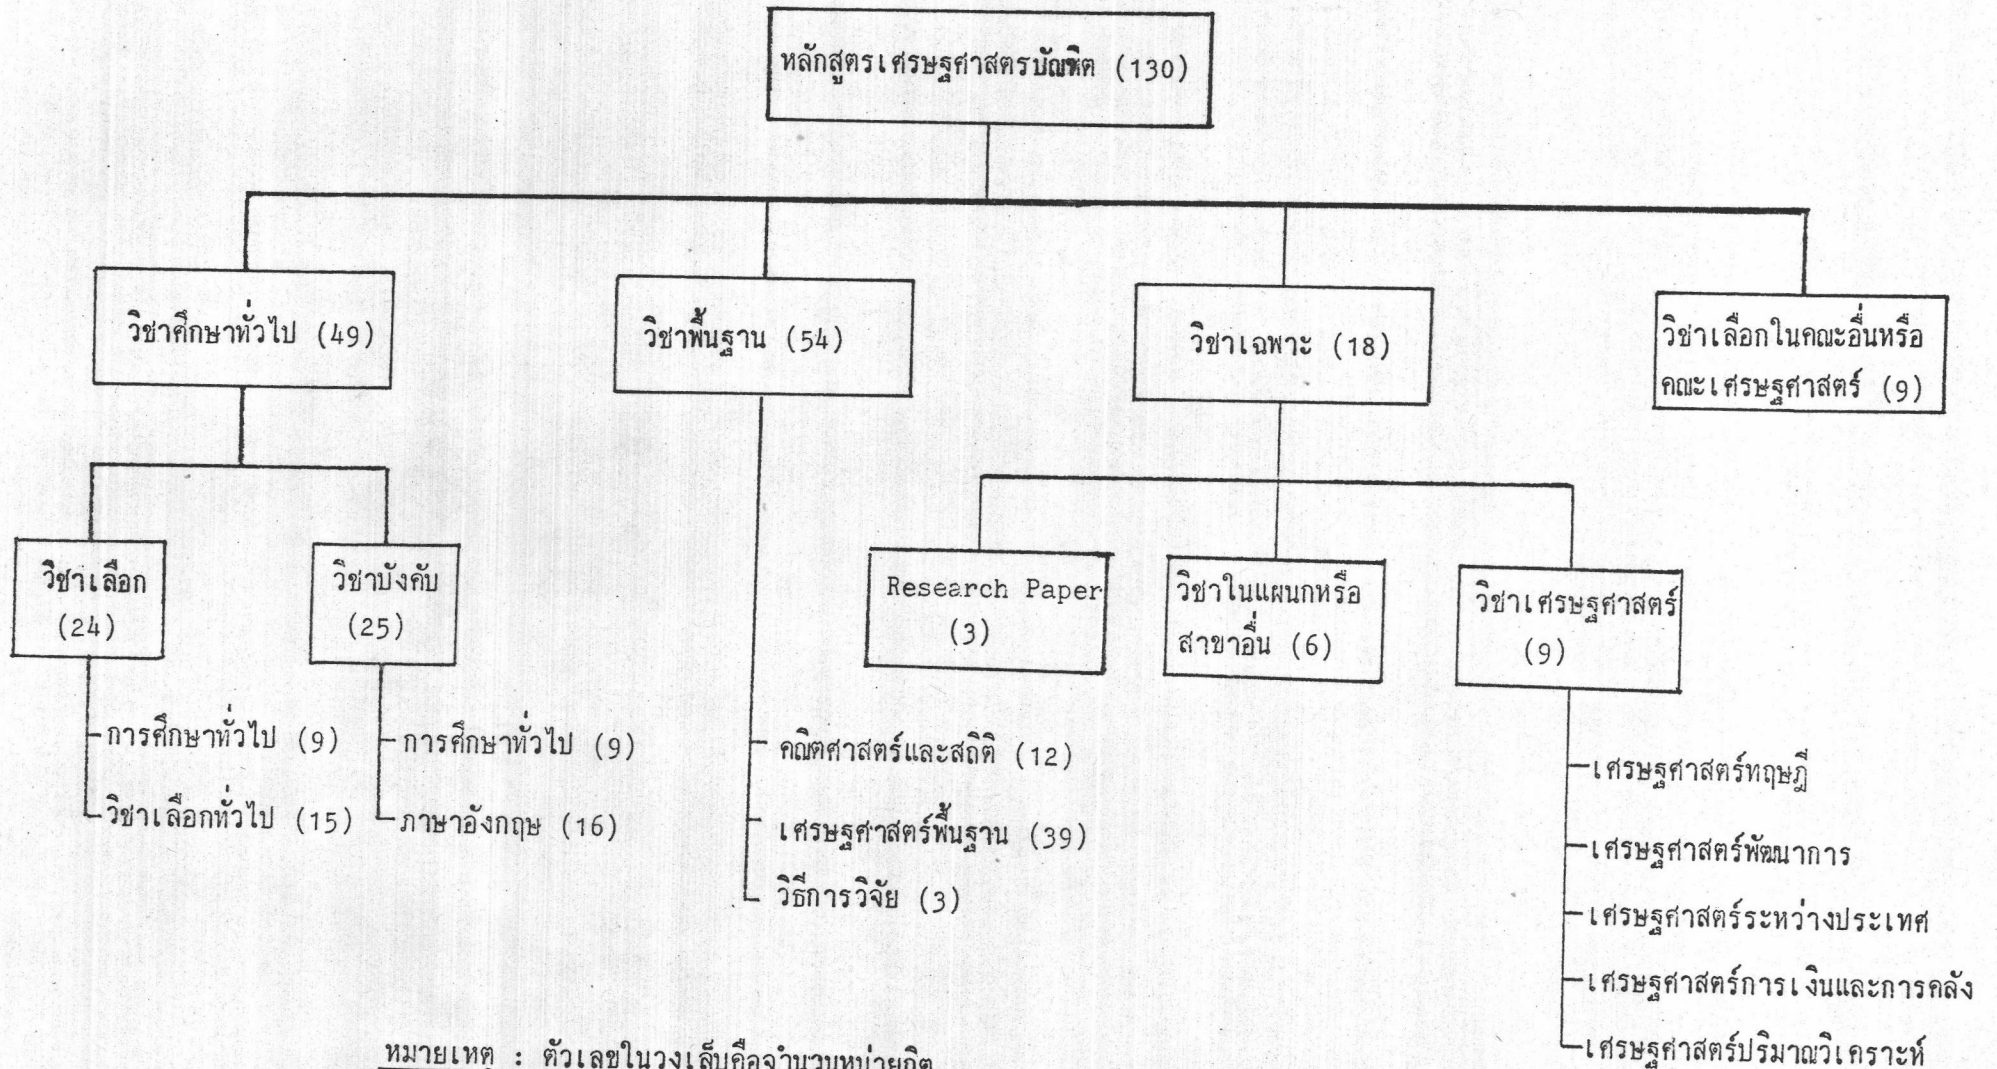 หลักสูตรเศรษฐศาสตรบัณฑิต (130)
วิชาศึกษาทั่วไป (49)
วิชาพื้นฐาน (54)
วิชาเฉพาะ (18)
วิชาเลือกในคณะอื่นหรือ
คณะเศรษฐศาสตร์ (9)
วิชาเลือก
(24)
วิชาบังคับ
(25)
Research Paper
(3)
วิชาในแผนกหรือ
สาขาอื่น (6)
วิชาเศรษฐศาสตร์
(9)
การศึกษาทั่วไป (9)
วิชาเลือกทั่วไป (15)
การศึกษาทั่วไป (9)
ภาษาอังกฤษ (16)
คณิตศาสตร์และสถิติ (12)
เศรษฐศาสตร์พื้นฐาน (39)
วิธีการวิจัย (3)
เศรษฐศาสตร์ทฤษฎี
เศรษฐศาสตร์พัฒนาการ
เศรษฐศาสตร์ระหว่างประเทศ
เศรษฐศาสตร์การเงินและการคลัง
เศรษฐศาสตร์ปริมาณวิเคราะห์
หมายเหตุ : ตัวเลขในวงเล็บคือจำนวนหน่วยกิต